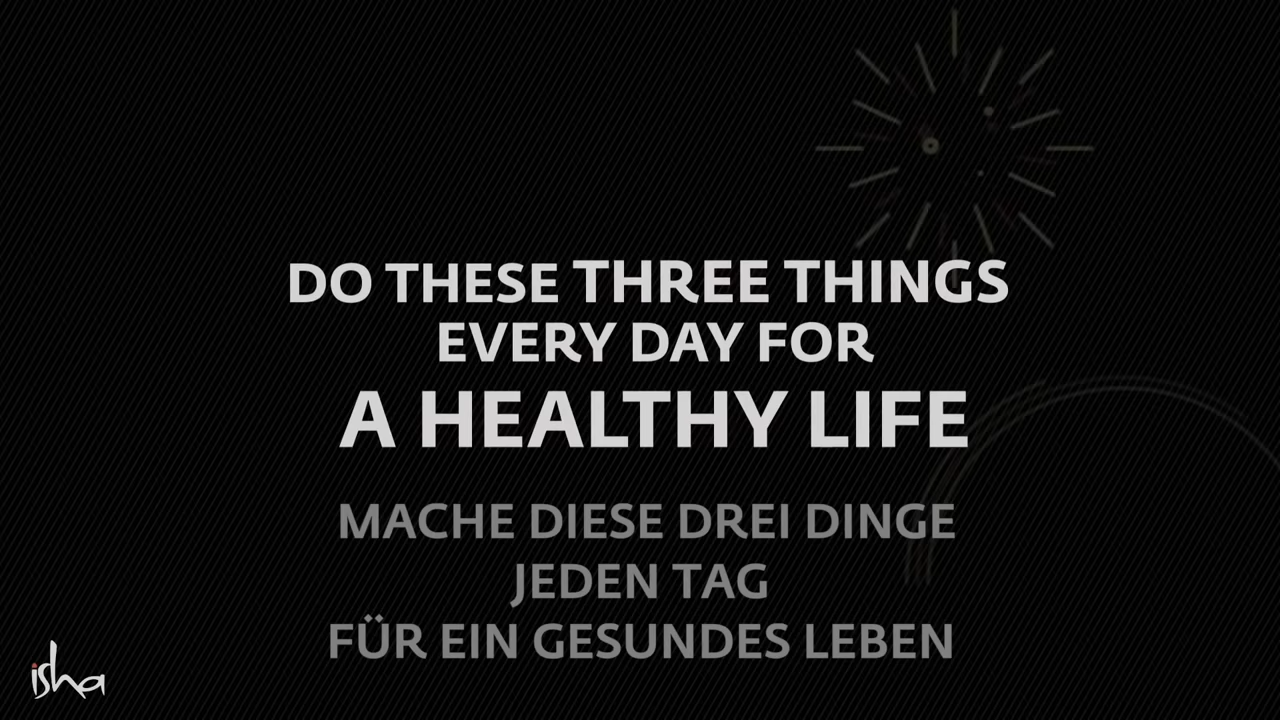 DO THESE THREE THINGS
EVERY DAY FOR
A HEALTHY LIFE
MACHE DIESE DREI DINGE
JEDEN TAG
FÜR EIN GESUNDES LEBEN
isha